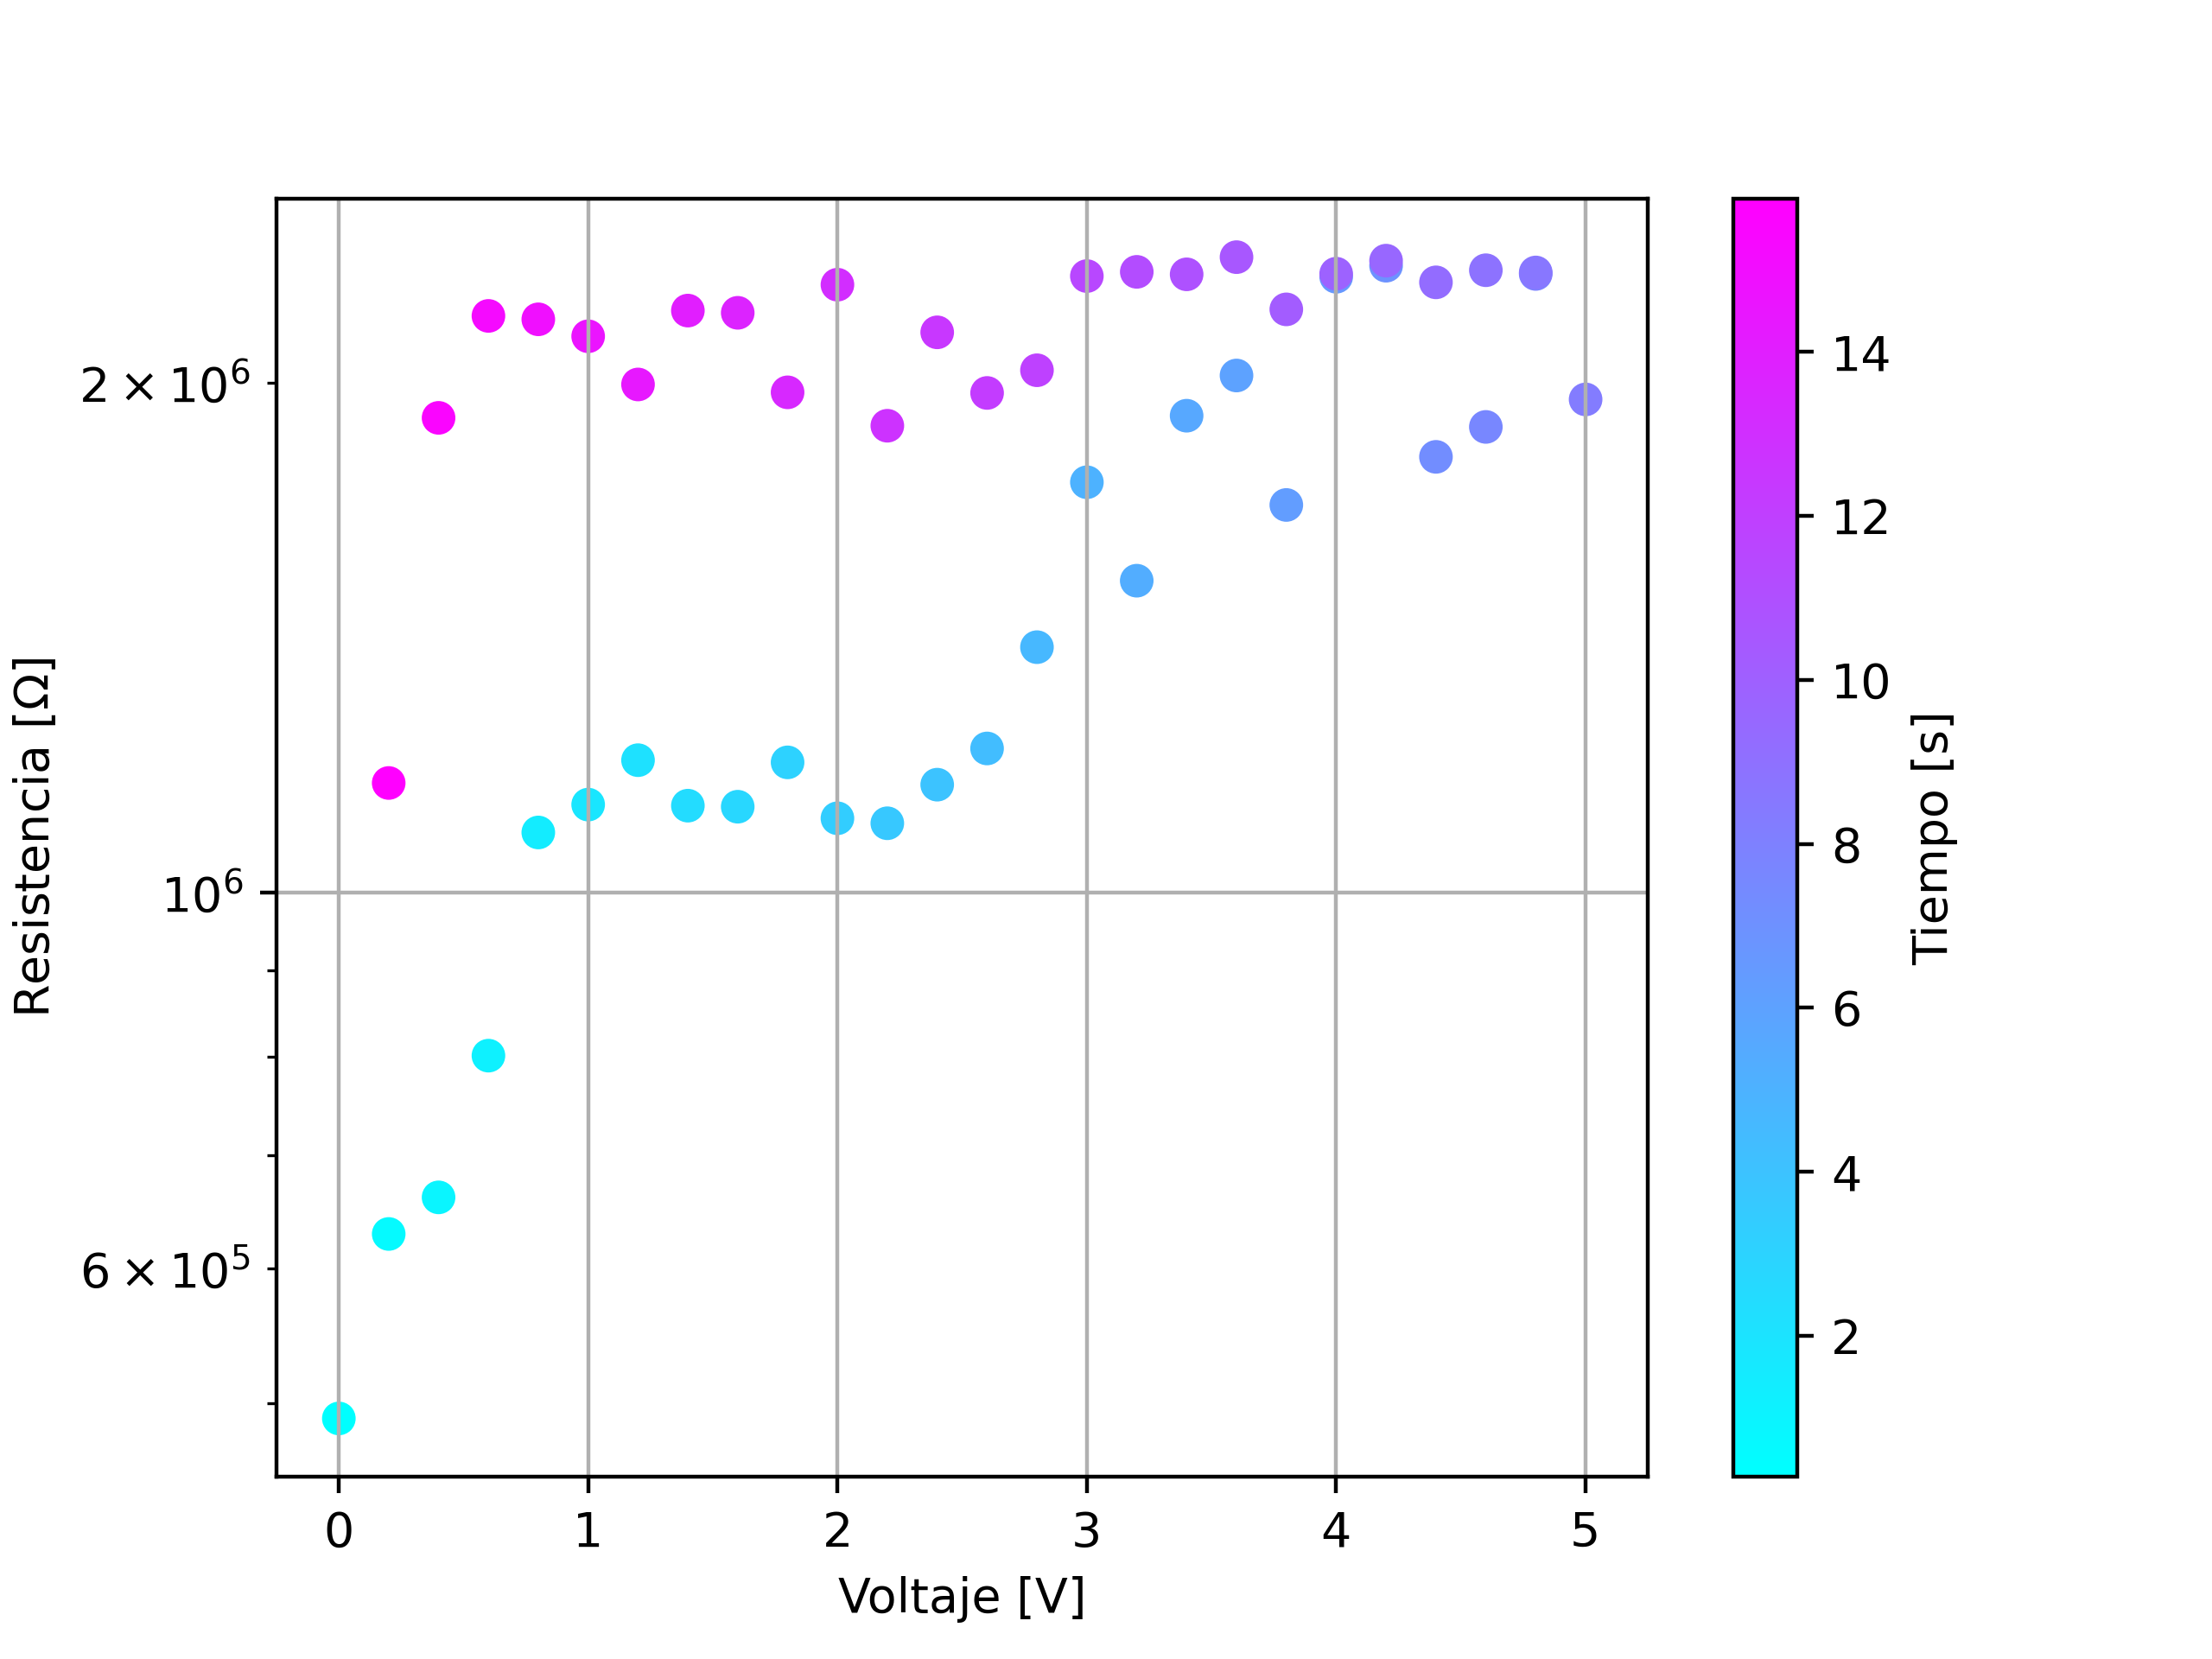 2 × 10⁶
10⁶
6 × 10⁵
Resistencia [Ω]
0 1 2 3 4 5
Voltaje [V]
14
12
10
8
6
4
2
Tiempo [s]